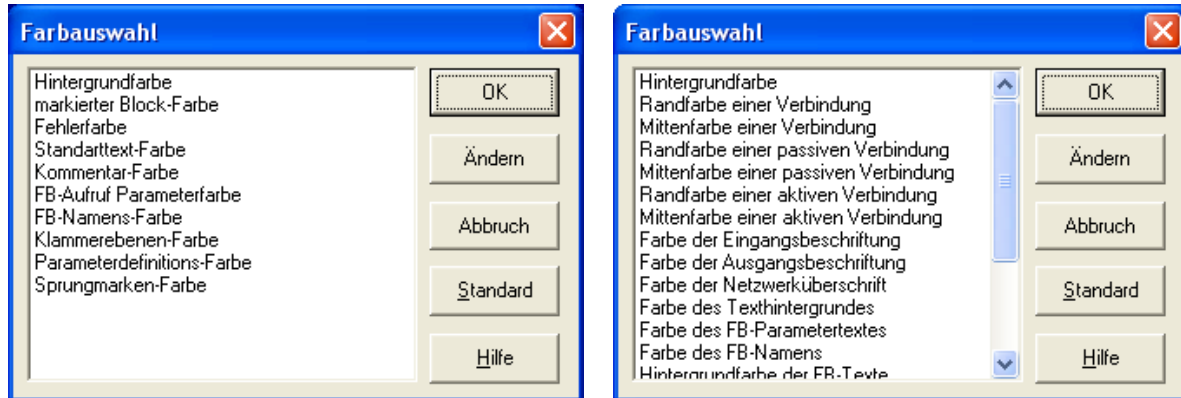 Farbauswahl
Hintergrundfarbe
markierter Block-Farbe
Fehlerfarbe
Standarttext-Farbe
Kommentar-Farbe
FB-Aufruf Parameterfarbe
FB-Namens-Farbe
Klammerebenen-Farbe
Parameterdefinitions-Farbe
Sprungmarken-Farbe
OK
Ändern
Abbruch
Standard
Hilfe
Farbauswahl
Hintergrundfarbe
Randfarbe einer Verbindung
Mittenfarbe einer Verbindung
Randfarbe einer passiven Verbindung
Mittenfarbe einer passiven Verbindung
Randfarbe einer aktiven Verbindung
Mittenfarbe einer aktiven Verbindung
Farbe der Eingangsbeschriftung
Farbe der Ausgangsbeschriftung
Farbe der Netzwerküberschrift
Farbe des Texthintergrundes
Farbe des FB-Parametertextes
Farbe des FB-Namens
Hintergrundfarbe der FB-Texte
OK
Ändern
Abbruch
Standard
Hilfe